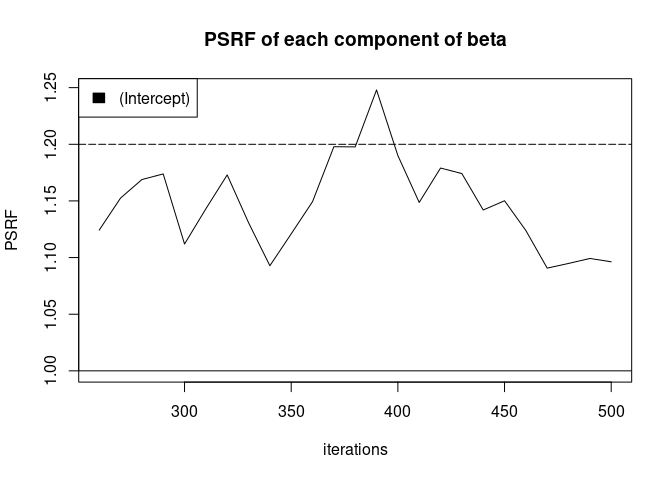 PSRF of each component of beta
(Intercept)
PSRF
1.25
1.20
1.15
1.10
1.05
1.00
300 350 400 450 500
iterations